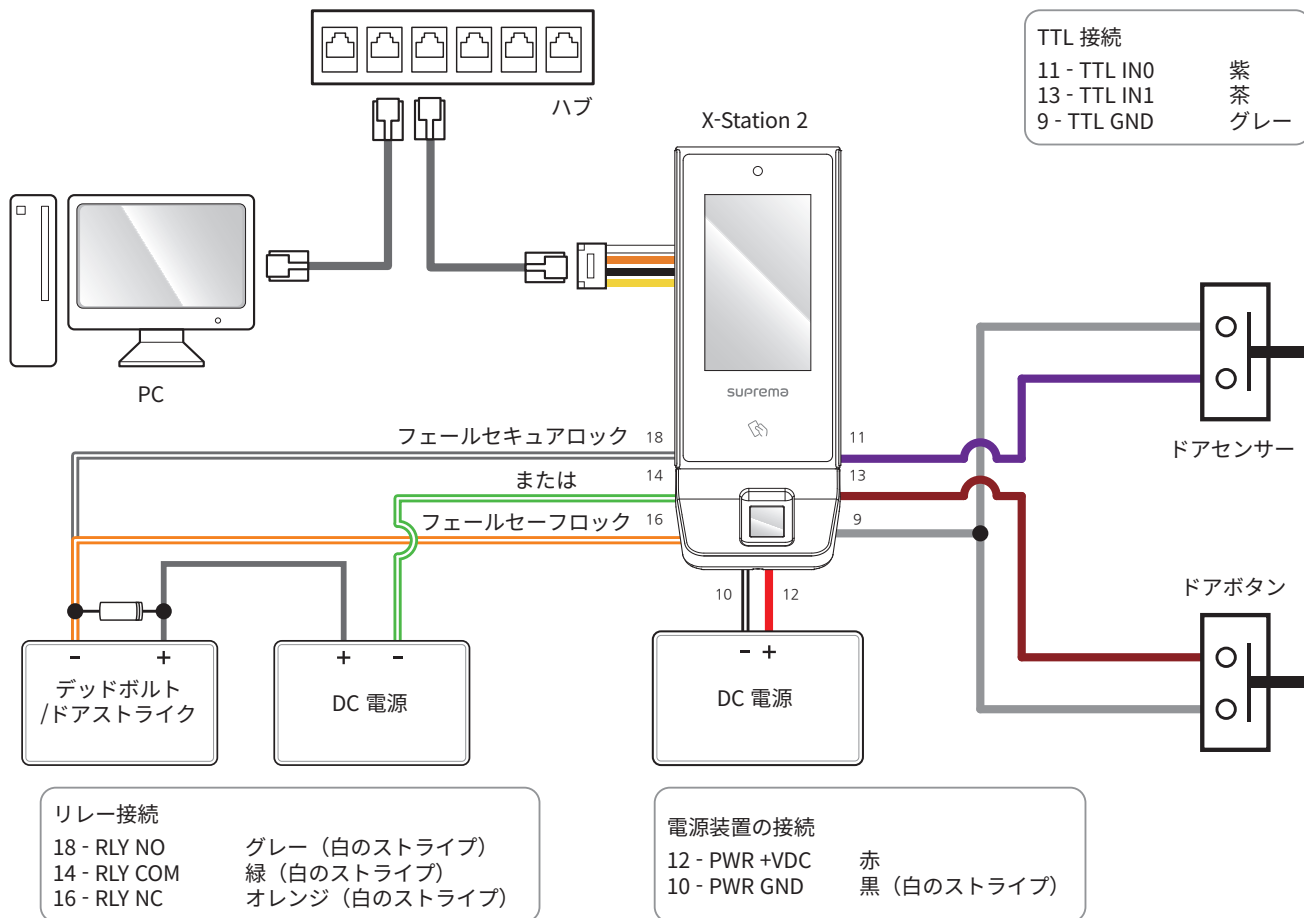 ハブ
TTL 接続
11 - TTL IN0 紫
13 - TTL IN1 茶
9 - TTL GND グレー
X-Station 2
PC
suprema
ドアセンサー
フェールセキュアロック 18
11
または 14
13
フェールセーフロック 16
9
10 12
ドアボタン
- +
デッドボルト
/ドアストライク
+ -
DC 電源
- +
DC 電源
リレー接続
18 - RLY NO グレー（白のストライプ）
14 - RLY COM 緑（白のストライプ）
16 - RLY NC オレンジ（白のストライプ）
電源装置の接続
12 - PWR +VDC 赤
10 - PWR GND 黒（白のストライプ）